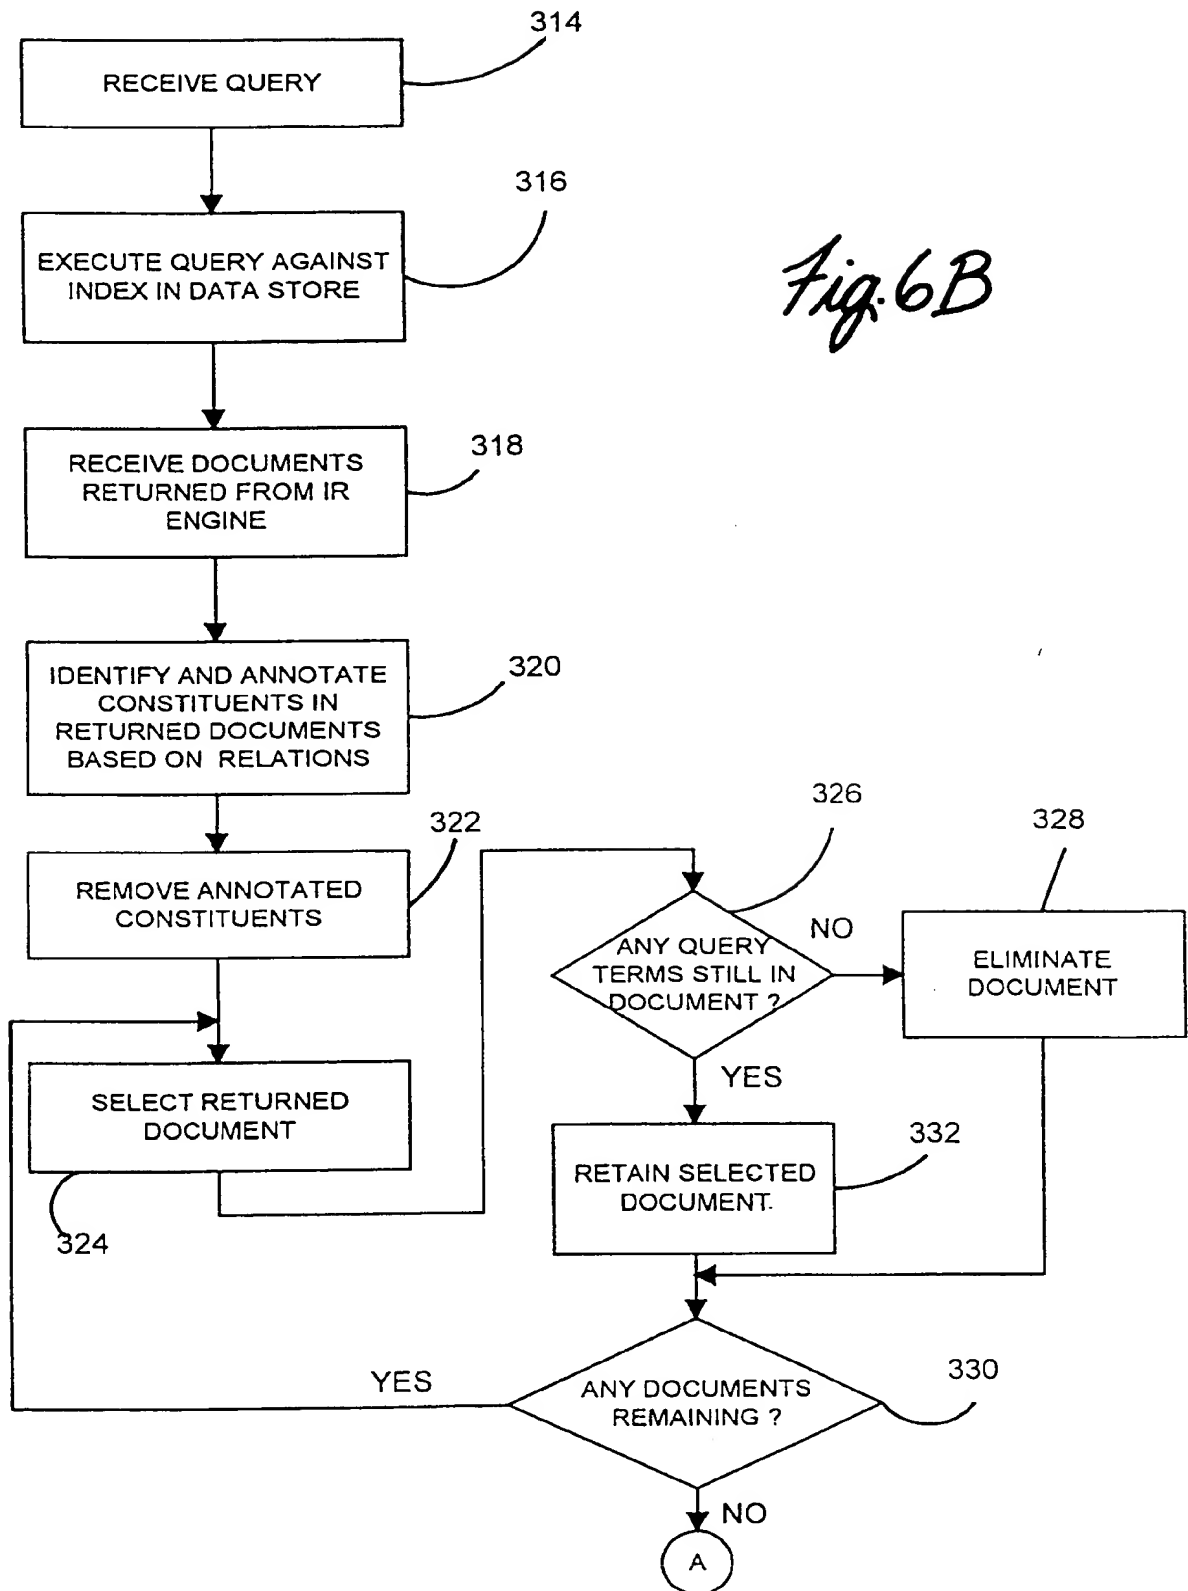 314
RECEIVE QUERY
316
EXECUTE QUERY AGAINST
INDEX IN DATA STORE
Fig. 6B
318
RECEIVE DOCUMENTS
RETURNED FROM IR
ENGINE
320
IDENTIFY AND ANNOTATE
CONSTITUENTS IN
RETURNED DOCUMENTS
BASED ON RELATIONS
322
REMOVE ANNOTATED
CONSTITUENTS
SELECT RETURNED
DOCUMENT
324
326
ANY QUERY
TERMS STILL IN
DOCUMENT ?
NO
328
ELIMINATE
DOCUMENT
YES
332
RETAIN SELECTED
DOCUMENT.
330
ANY DOCUMENTS
REMAINING ?
YES
NO
A